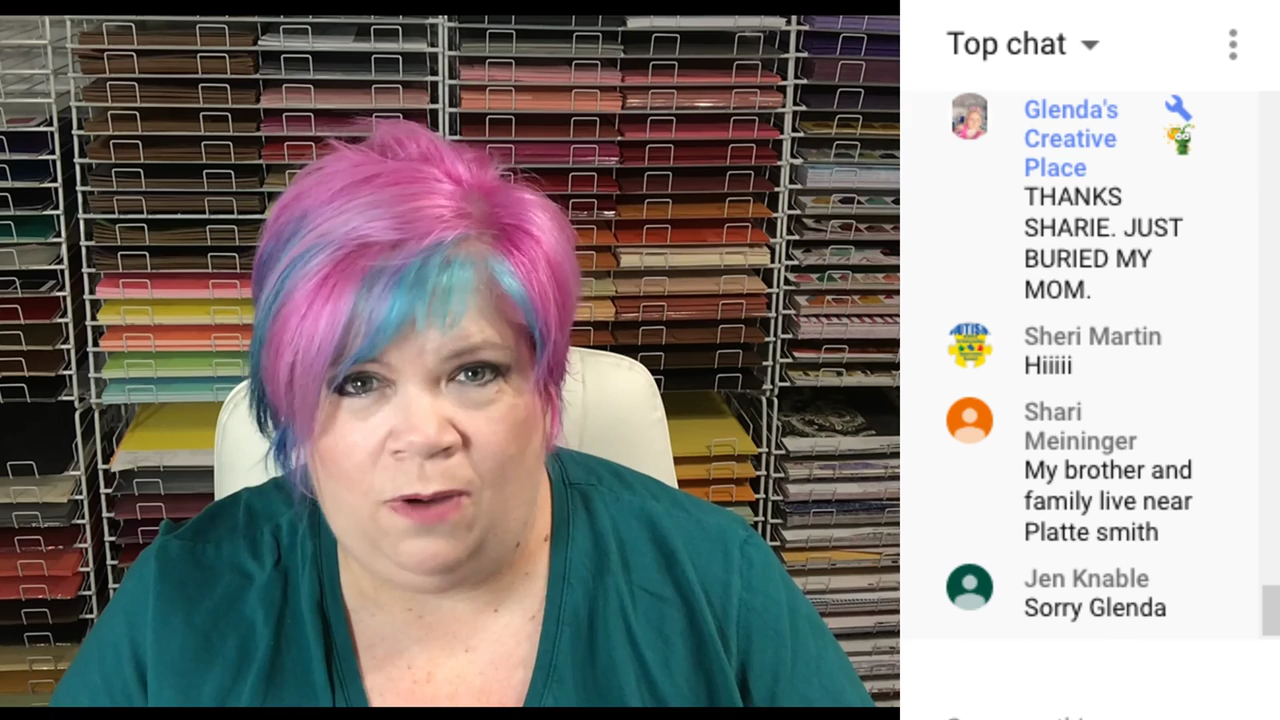 Top chat
Glenda's
Creative
Place
THANKS
SHARIE. JUST
BURIED MY
MOM.
Sheri Martin
Hiiiii
Shari
Meininger
My brother and
family live near
Platte smith
Jen Knable
Sorry Glenda